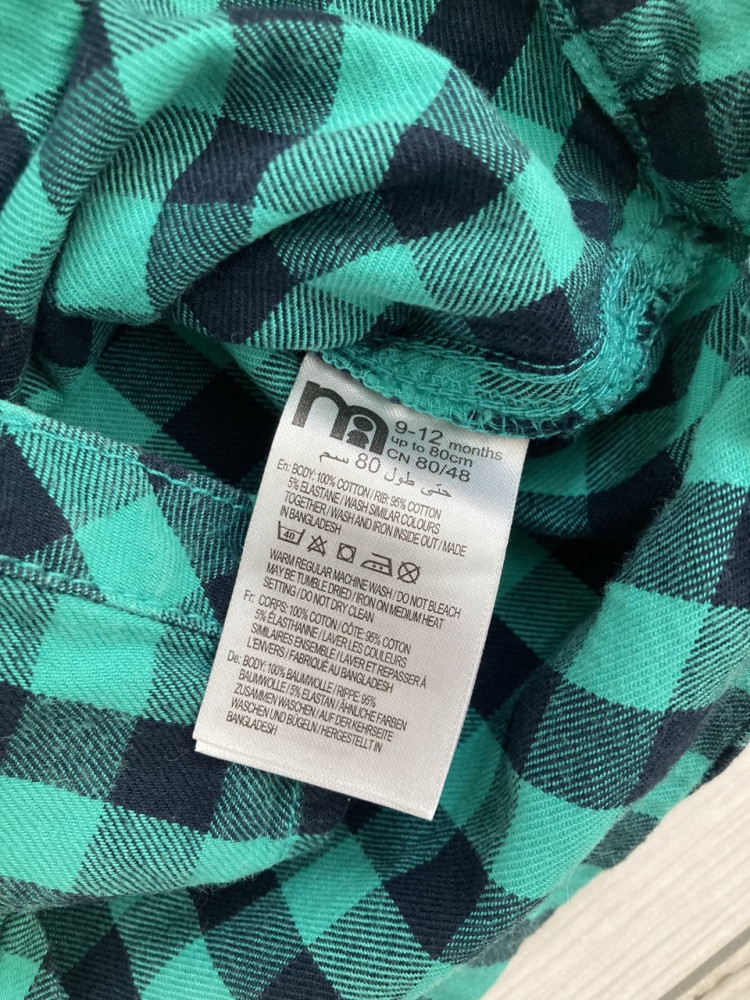 m
9-12 months
up to 80cm
CN 80/48
حتى طول 80 سم
En: BODY: 100% COTTON / RIB: 95% COTTON
5% ELASTANE / WASH SIMILAR COLOURS
TOGETHER / WASH AND IRON INSIDE OUT / MADE
IN BANGLADESH
40
WARM REGULAR MACHINE WASH / DO NOT BLEACH
MAY BE TUMBLE DRIED / IRON ON MEDIUM HEAT
SETTING / DO NOT DRY CLEAN
Fr: CORPS: 100% COTON / CÔTE: 95% COTON
5% ÉLASTHANNE / LAVER LES COULEURS
SIMILAIRES ENSEMBLE / LAVER ET REPASSER À
L'ENVERS / FABRIQUÉ AU BANGLADESH
De: BODY: 100% BAUMWOLLE / RIPPE: 95%
BAUMWOLLE / 5% ELASTAN / ÄHNLICHE FARBEN
ZUSAMMEN WASCHEN / AUF DER KEHRSEITE
WASCHEN UND BÜGELN / HERGESTELLT IN
BANGLADESH